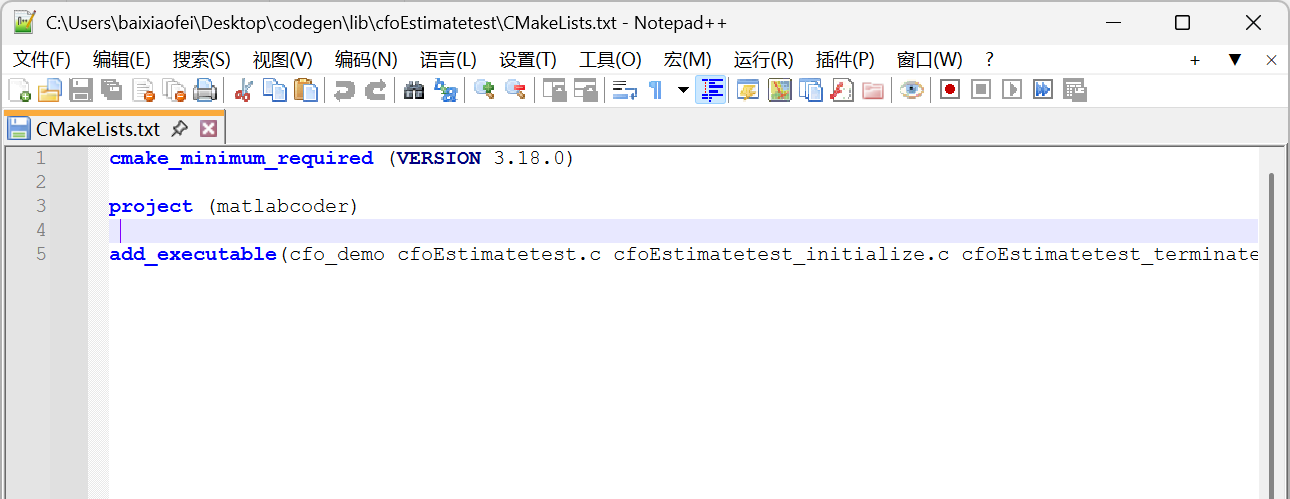 C:\Users\baixiaofei\Desktop\codegen\lib\cfoEstimatetest\CMakeLists.txt - Notepad++
文件(F) 编辑(E) 搜索(S) 视图(V) 编码(N) 语言(L) 设置(T) 工具(O) 宏(M) 运行(R) 插件(P) 窗口(W) ? + ▼ ×
CMakeLists.txt
1 cmake_minimum_required (VERSION 3.18.0)
2
3 project (matlabcoder)
4
5 add_executable(cfo_demo cfoEstimatetest.c cfoEstimatetest_initialize.c cfoEstimatetest_terminate